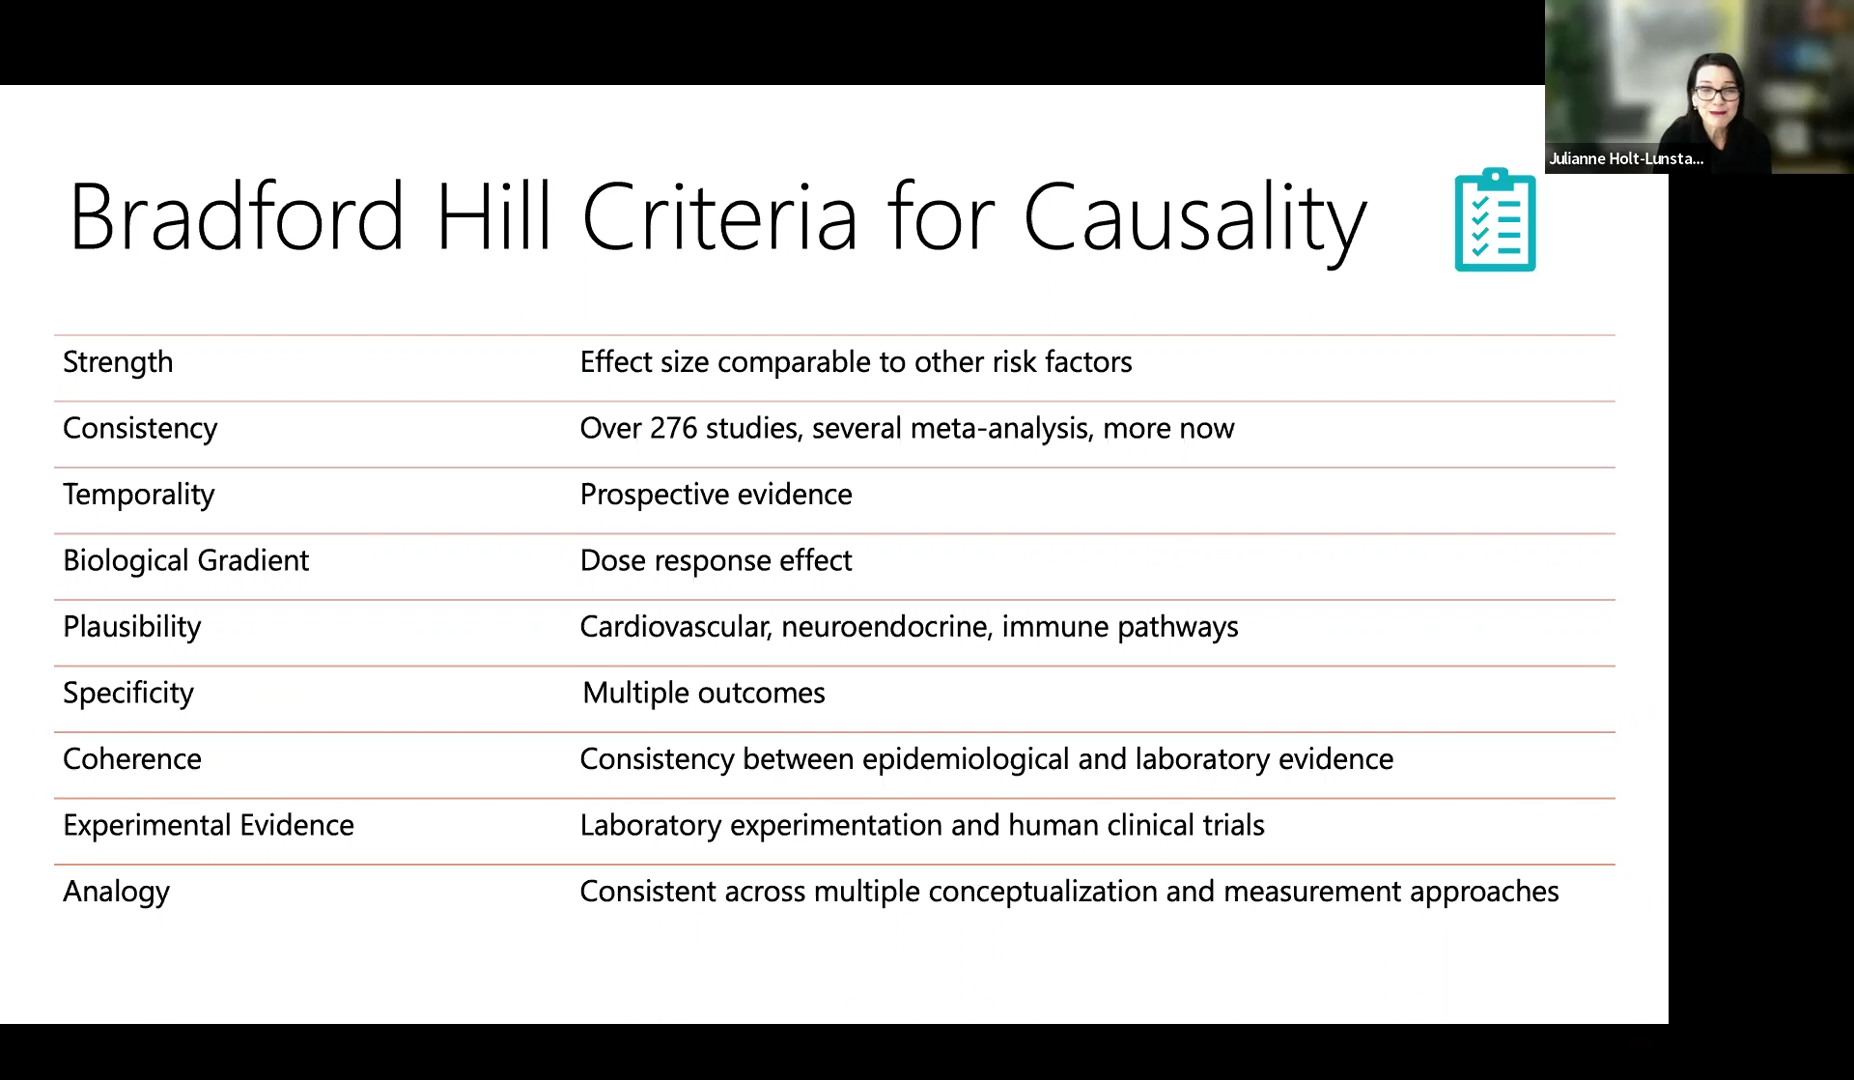 Julianne Holt-Lunsta...
Bradford Hill Criteria for Causality
Strength Effect size comparable to other risk factors
Consistency Over 276 studies, several meta-analysis, more now
Temporality Prospective evidence
Biological Gradient Dose response effect
Plausibility Cardiovascular, neuroendocrine, immune pathways
Specificity Multiple outcomes
Coherence Consistency between epidemiological and laboratory evidence
Experimental Evidence Laboratory experimentation and human clinical trials
Analogy Consistent across multiple conceptualization and measurement approaches